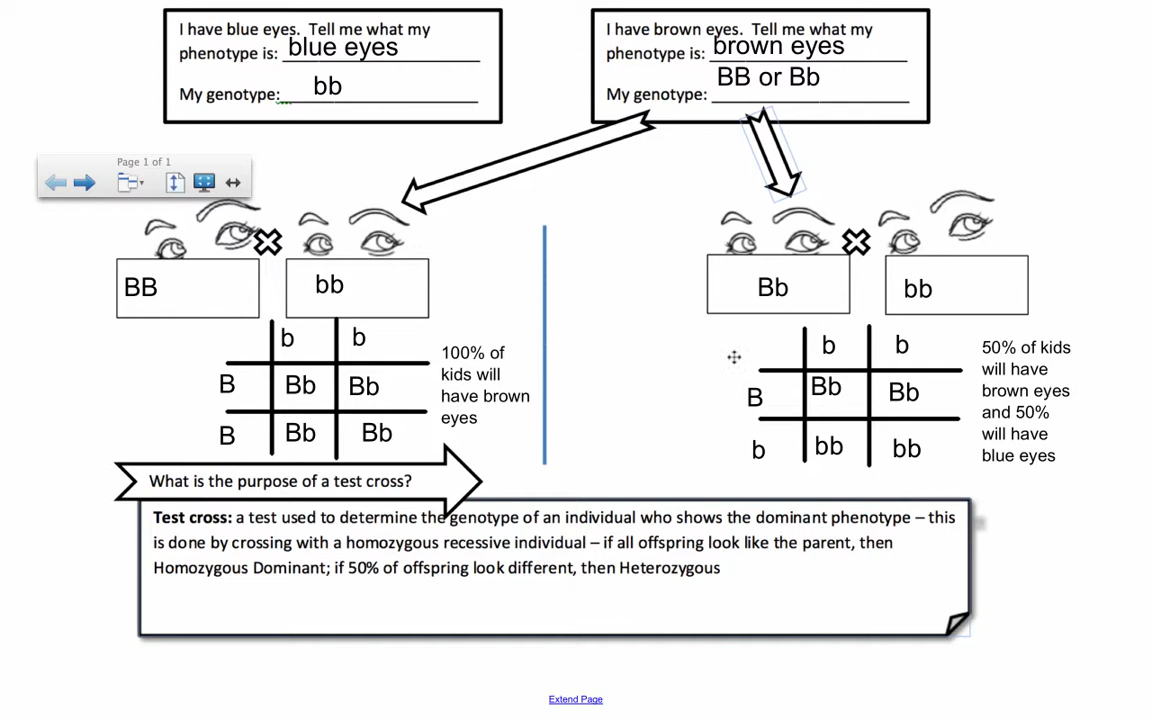 I have blue eyes.  Tell me what my
phenotype is: blue eyes
My genotype: bb
I have brown eyes.  Tell me what my
phenotype is: brown eyes
BB or Bb
My genotype:
Page 1 of 1
BB
bb
b b
B Bb Bb
B Bb Bb
100% of
kids will
have brown
eyes
Bb
bb
b b
B Bb Bb
b bb bb
50% of kids
will have
brown eyes
and 50%
will have
blue eyes
What is the purpose of a test cross?
Test cross: a test used to determine the genotype of an individual who shows the dominant phenotype – this
is done by crossing with a homozygous recessive individual – if all offspring look like the parent, then
Homozygous Dominant; if 50% of offspring look different, then Heterozygous
Extend Page